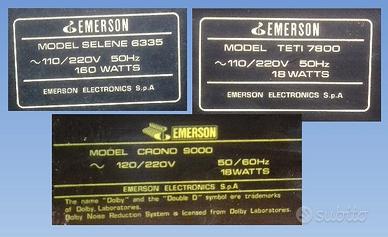 EMERSON
MODEL SELENE 6335
~110/220V 50Hz
160 WATTS
EMERSON ELECTRONICS S.p.A
EMERSON
MODEL TETI 7800
~110/220V 50Hz
18 WATTS
EMERSON ELECTRONICS S.p.A
EMERSON
MODEL CRONO 9000
~ 120/220V 50/60Hz
18WATTS
EMERSON ELECTRONICS S.p.A
The name "Dolby" and the "Double D" symbol are trademarks
of Dolby Laboratories.
Dolby Noise Reduction System is licensed from Dolby Laboratories.
subito